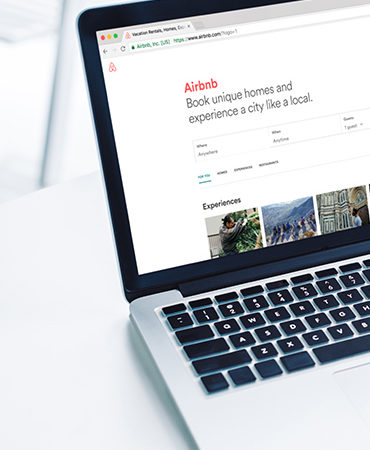 Vacation Rentals, Homes, Ex
Airbnb, Inc. [US] https://www.airbnb.com/?logo=1
Airbnb
Book unique homes and
experience a city like a local.
Where When Guests
Anywhere Anytime 1 guest
FOR YOU HOMES EXPERIENCES RESTAURANTS
Experiences